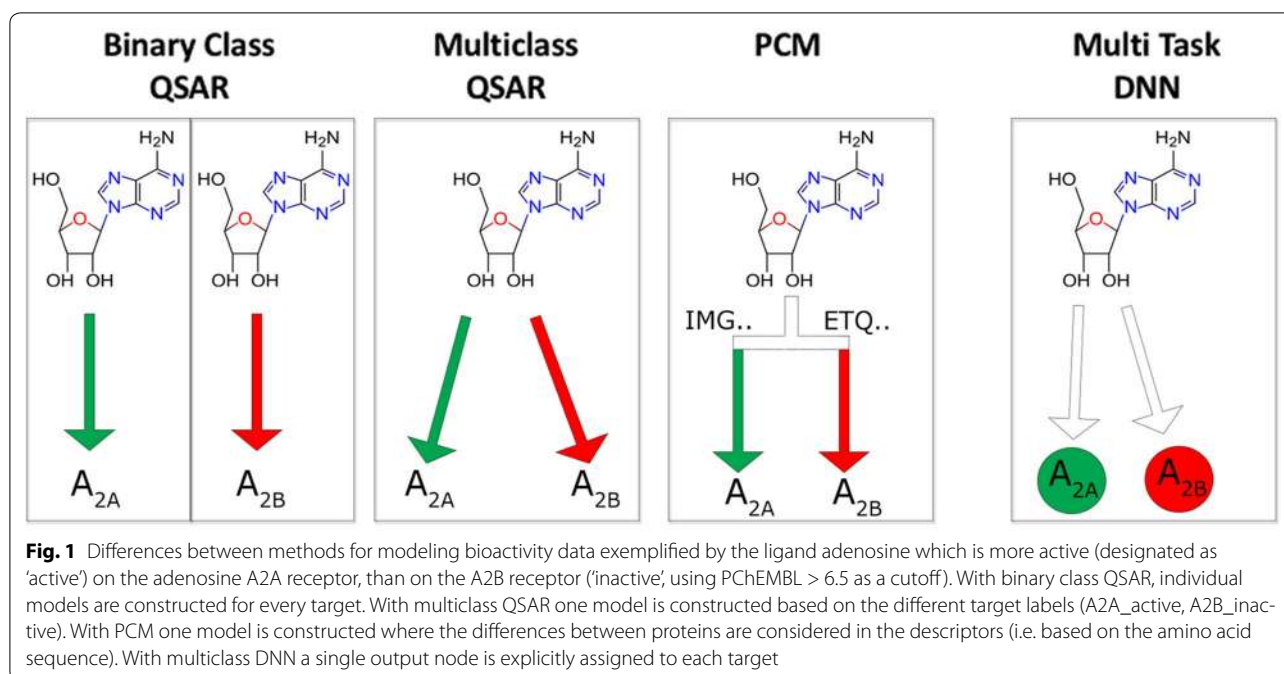 Binary Class
QSAR
Multiclass
QSAR
PCM
Multi Task
DNN
H₂N
HO
N
N
N
N
O
OH OH
H₂N
HO
N
N
N
N
O
OH OH
H₂N
HO
N
N
N
N
O
OH OH
H₂N
HO
N
N
N
N
O
OH OH
H₂N
HO
N
N
N
N
O
OH OH
IMG.. ETQ..
A₂A
A₂B
A₂A
A₂B
A₂A
A₂B
A₂A
A₂B
Fig. 1 Differences between methods for modeling bioactivity data exemplified by the ligand adenosine which is more active (designated as
‘active’) on the adenosine A2A receptor, than on the A2B receptor (‘inactive’, using PChEMBL > 6.5 as a cutoff). With binary class QSAR, individual
models are constructed for every target. With multiclass QSAR one model is constructed based on the different target labels (A2A_active, A2B_inac-
tive). With PCM one model is constructed where the differences between proteins are considered in the descriptors (i.e. based on the amino acid
sequence). With multiclass DNN a single output node is explicitly assigned to each target